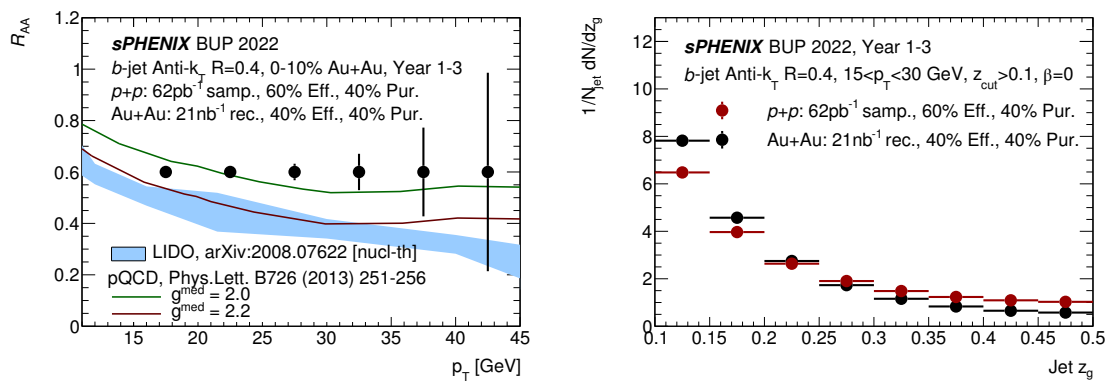 R_AA
1.2
1
0.8
0.6
0.4
0.2
0
sPHENIX BUP 2022
b-jet Anti-k_T R=0.4, 0-10% Au+Au, Year 1-3
p+p: 62pb⁻¹ samp., 60% Eff., 40% Pur.
Au+Au: 21nb⁻¹ rec., 40% Eff., 40% Pur.
LIDO, arXiv:2008.07622 [nucl-th]
pQCD, Phys.Lett. B726 (2013) 251-256
g^med = 2.0
g^med = 2.2
15 20 25 30 35 40 45
p_T [GeV]
1/N_jet dN/dz_g
12
10
8
6
4
2
0
sPHENIX BUP 2022, Year 1-3
b-jet Anti-k_T R=0.4, 15<p_T<30 GeV, z_cut>0.1, β=0
p+p: 62pb⁻¹ samp., 60% Eff., 40% Pur.
Au+Au: 21nb⁻¹ rec., 40% Eff., 40% Pur.
0.1 0.15 0.2 0.25 0.3 0.35 0.4 0.45 0.5
Jet z_g